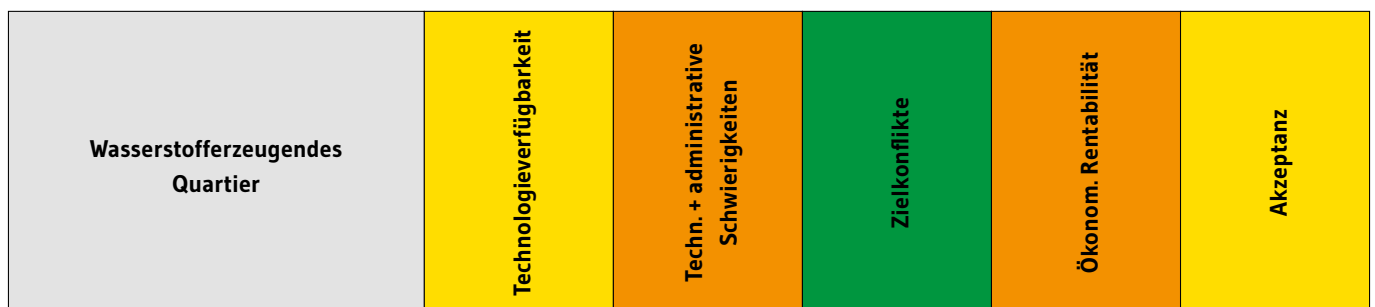 Wasserstofferzeugendes
Quartier
Technologieverfügbarkeit
Techn. + administrative
Schwierigkeiten
Zielkonflikte
Ökonom. Rentabilität
Akzeptanz